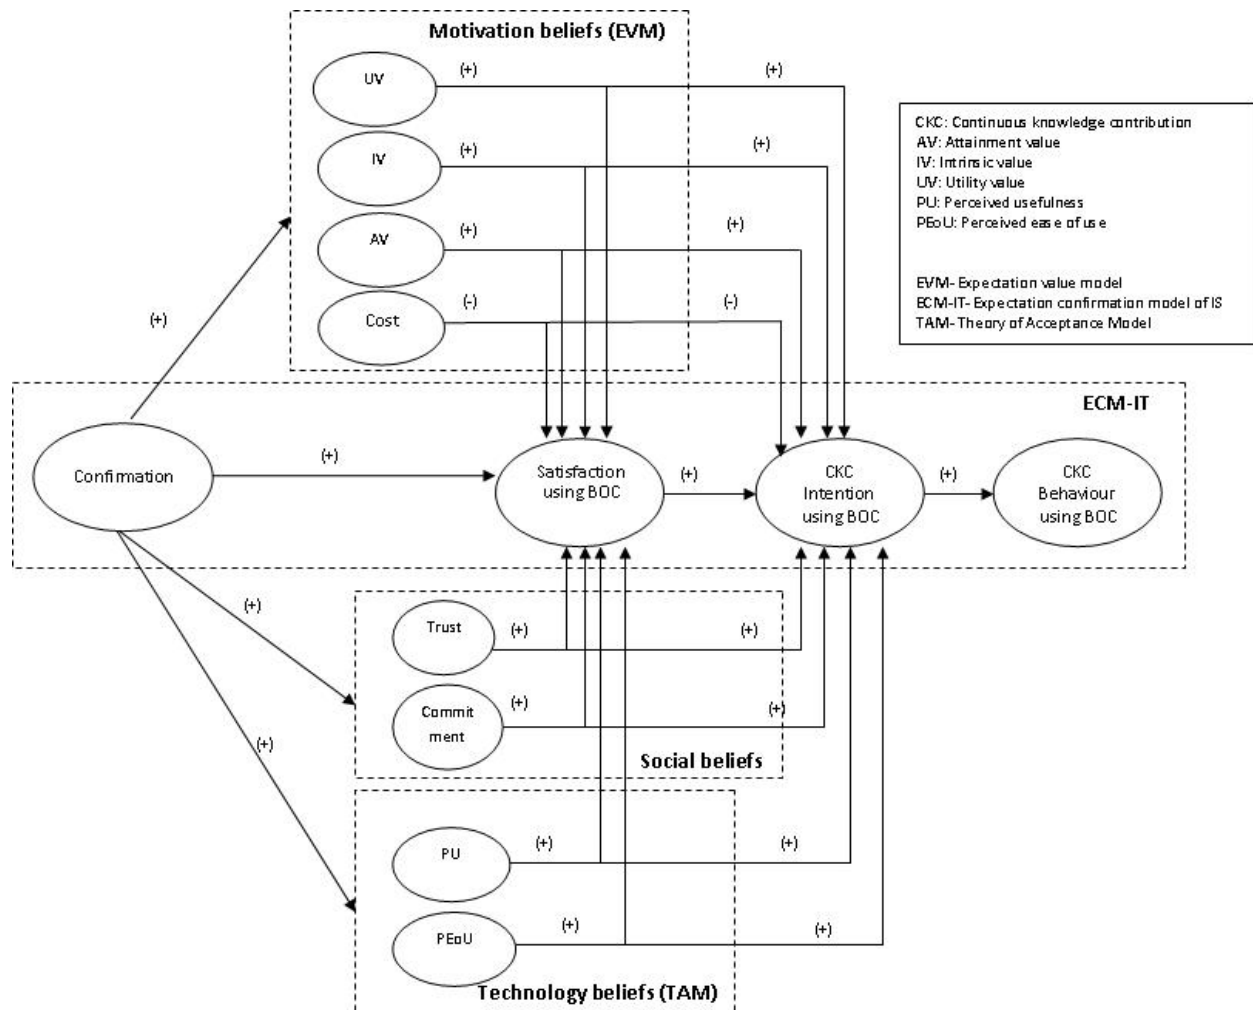 Motivation beliefs (EVM)
UV
(+)
(+)
IV
(+)
(+)
AV
(+)
(+)
Cost
(-)
(-)
(+)
CKC: Continuous knowledge contribution
AV: Attainment value
IV: Intrinsic value
UV: Utility value
PU: Perceived usefulness
PEoU: Perceived ease of use
EVM- Expectation value model
ECM-IT- Expectation confirmation model of IS
TAM- Theory of Acceptance Model
ECM-IT
Confirmation
(+)
Satisfaction
using BOC
(+)
CKC
Intention
using BOC
(+)
CKC
Behaviour
using BOC
(+)
Trust
(+)
(+)
Commit
ment
(+)
(+)
Social beliefs
(+)
PU
(+)
(+)
PEoU
(+)
(+)
Technology beliefs (TAM)